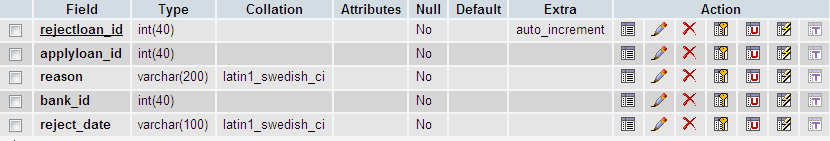 Field Type Collation Attributes Null Default Extra Action
rejectloan_id int(40) No auto_increment
applyloan_id int(40) No
reason varchar(200) latin1_swedish_ci No
bank_id int(40) No
reject_date varchar(100) latin1_swedish_ci No